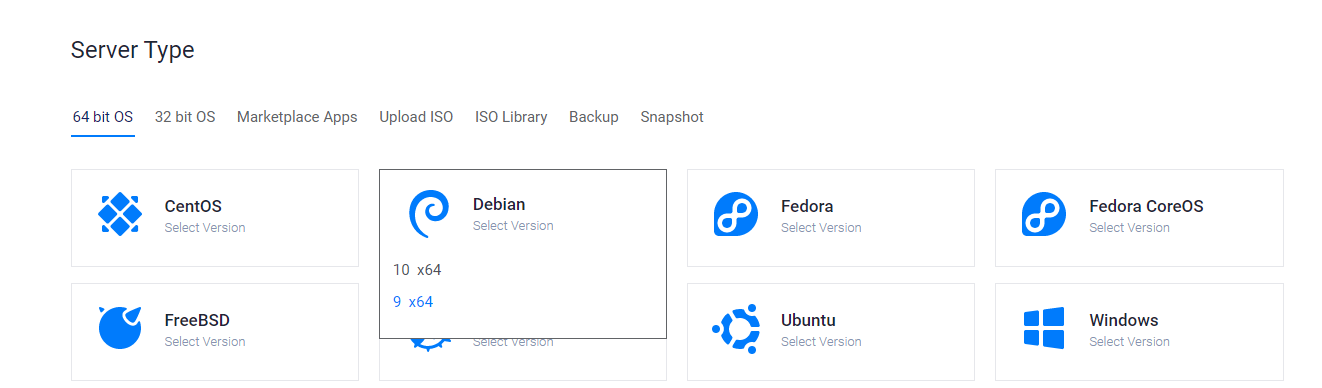 Server Type
64 bit OS 32 bit OS Marketplace Apps Upload ISO ISO Library Backup Snapshot
CentOS
Select Version
Debian
Select Version
10 x64
9 x64
Fedora
Select Version
Fedora CoreOS
Select Version
FreeBSD
Select Version
Select Version
Ubuntu
Select Version
Windows
Select Version